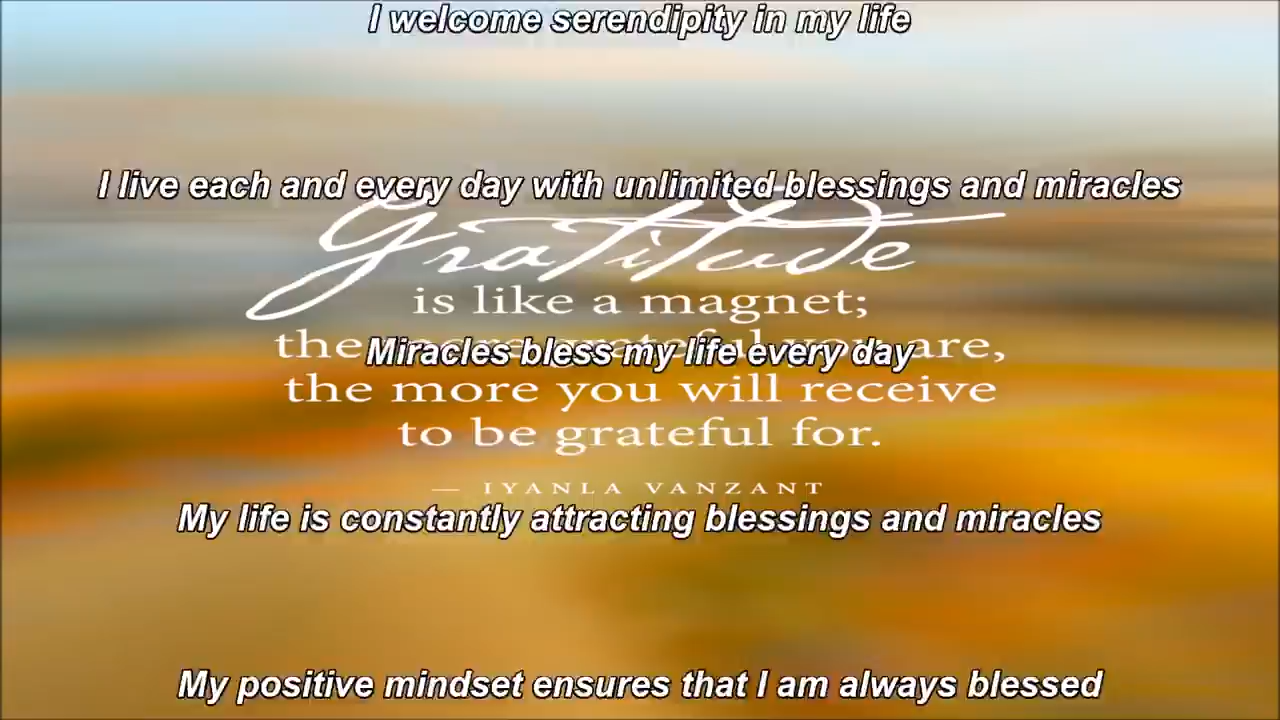 I welcome serendipity in my life
I live each and every day with unlimited blessings and miracles
Gratitude
is like a magnet;
the more grateful you are,
Miracles bless my life every day
the more you will receive
to be grateful for.
— IYANLA VANZANT
My life is constantly attracting blessings and miracles
My positive mindset ensures that I am always blessed